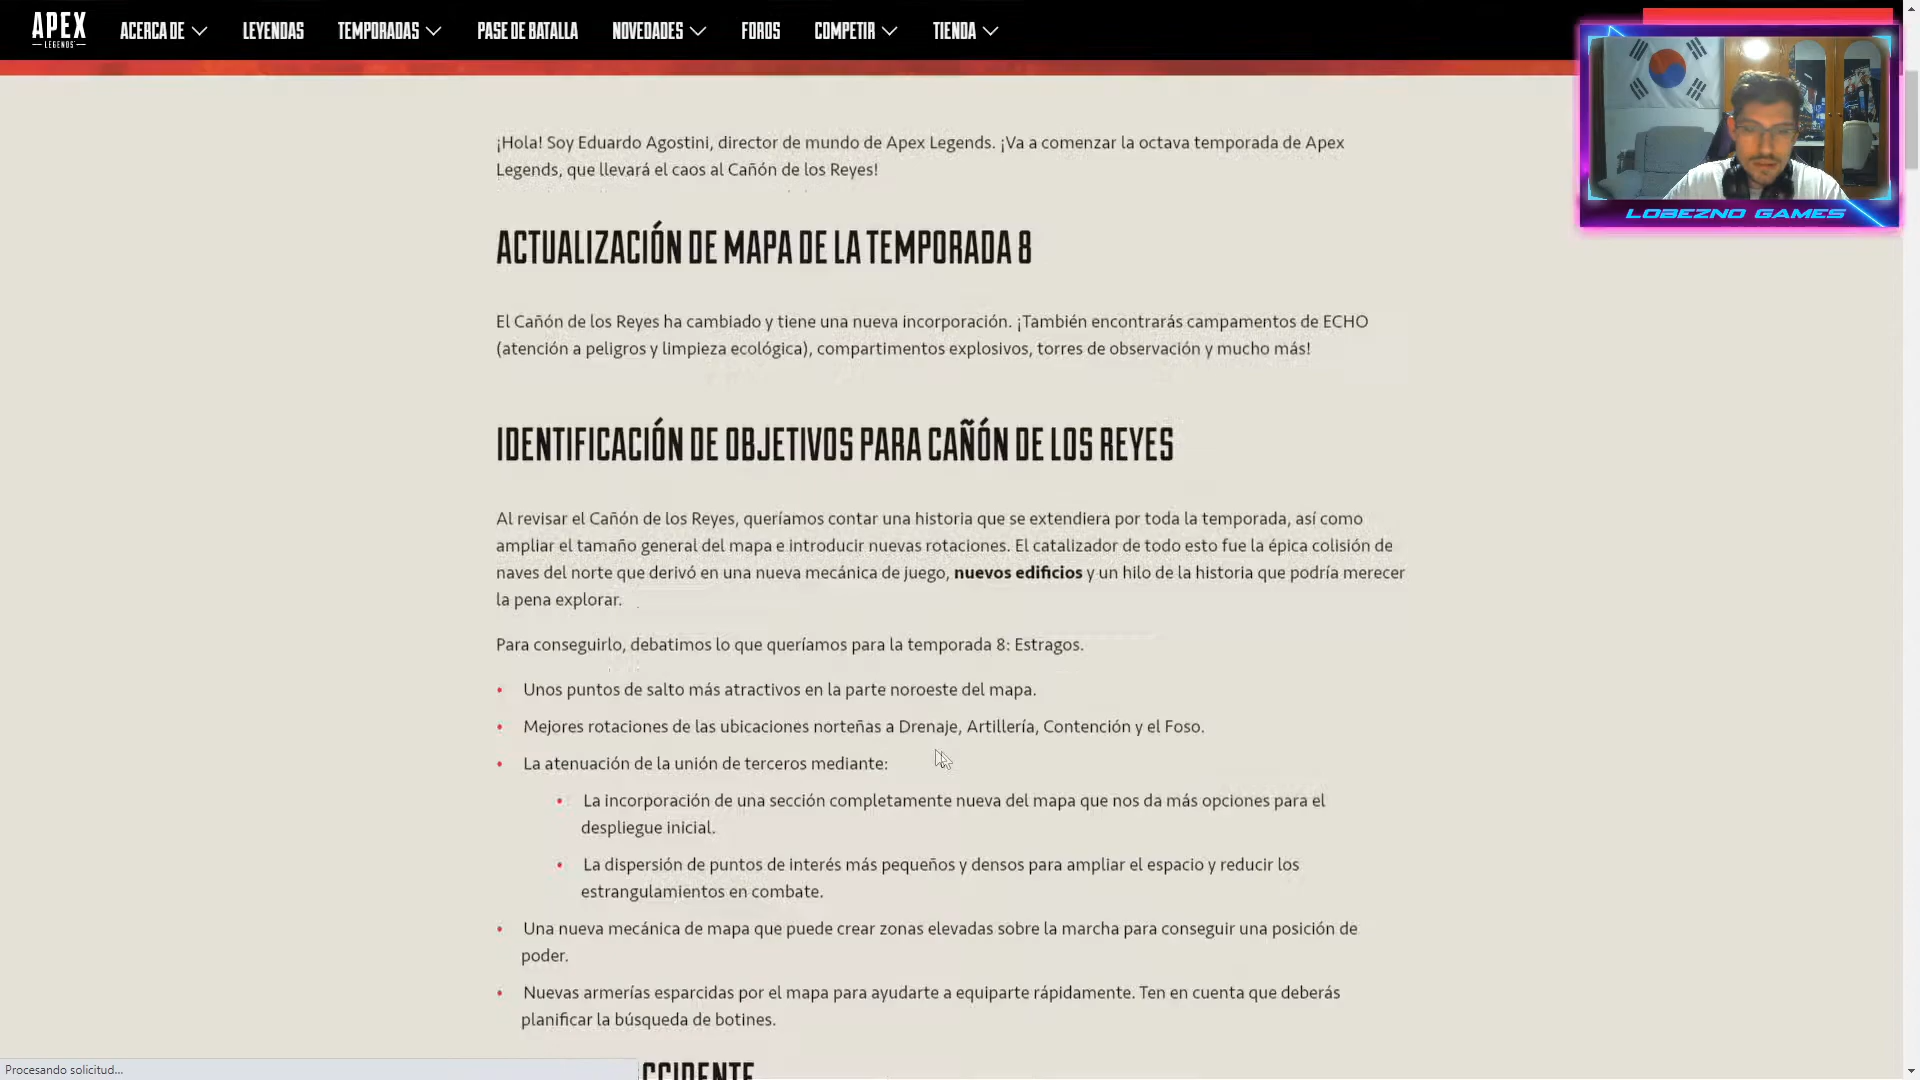 APEX
LEGENDS
ACERCA DE
LEYENDAS
TEMPORADAS
PASE DE BATALLA
NOVEDADES
FOROS
COMPETIR
TIENDA
LOBEZNO GAMES
¡Hola! Soy Eduardo Agostini, director de mundo de Apex Legends. ¡Va a comenzar la octava temporada de Apex
Legends, que llevará el caos al Cañón de los Reyes!
ACTUALIZACIÓN DE MAPA DE LA TEMPORADA 8
El Cañón de los Reyes ha cambiado y tiene una nueva incorporación. ¡También encontrarás campamentos de ECHO
(atención a peligros y limpieza ecológica), compartimentos explosivos, torres de observación y mucho más!
IDENTIFICACIÓN DE OBJETIVOS PARA CAÑÓN DE LOS REYES
Al revisar el Cañón de los Reyes, queríamos contar una historia que se extendiera por toda la temporada, así como
ampliar el tamaño general del mapa e introducir nuevas rotaciones. El catalizador de todo esto fue la épica colisión de
naves del norte que derivó en una nueva mecánica de juego, nuevos edificios y un hilo de la historia que podría merecer
la pena explorar.
Para conseguirlo, debatimos lo que queríamos para la temporada 8: Estragos.
• Unos puntos de salto más atractivos en la parte noroeste del mapa.
• Mejores rotaciones de las ubicaciones norteñas a Drenaje, Artillería, Contención y el Foso.
• La atenuación de la unión de terceros mediante:
• La incorporación de una sección completamente nueva del mapa que nos da más opciones para el
despliegue inicial.
• La dispersión de puntos de interés más pequeños y densos para ampliar el espacio y reducir los
estrangulamientos en combate.
• Una nueva mecánica de mapa que puede crear zonas elevadas sobre la marcha para conseguir una posición de
poder.
• Nuevas armerías esparcidas por el mapa para ayudarte a equiparte rápidamente. Ten en cuenta que deberás
planificar la búsqueda de botines.
CCIDENTE
Procesando solicitud...